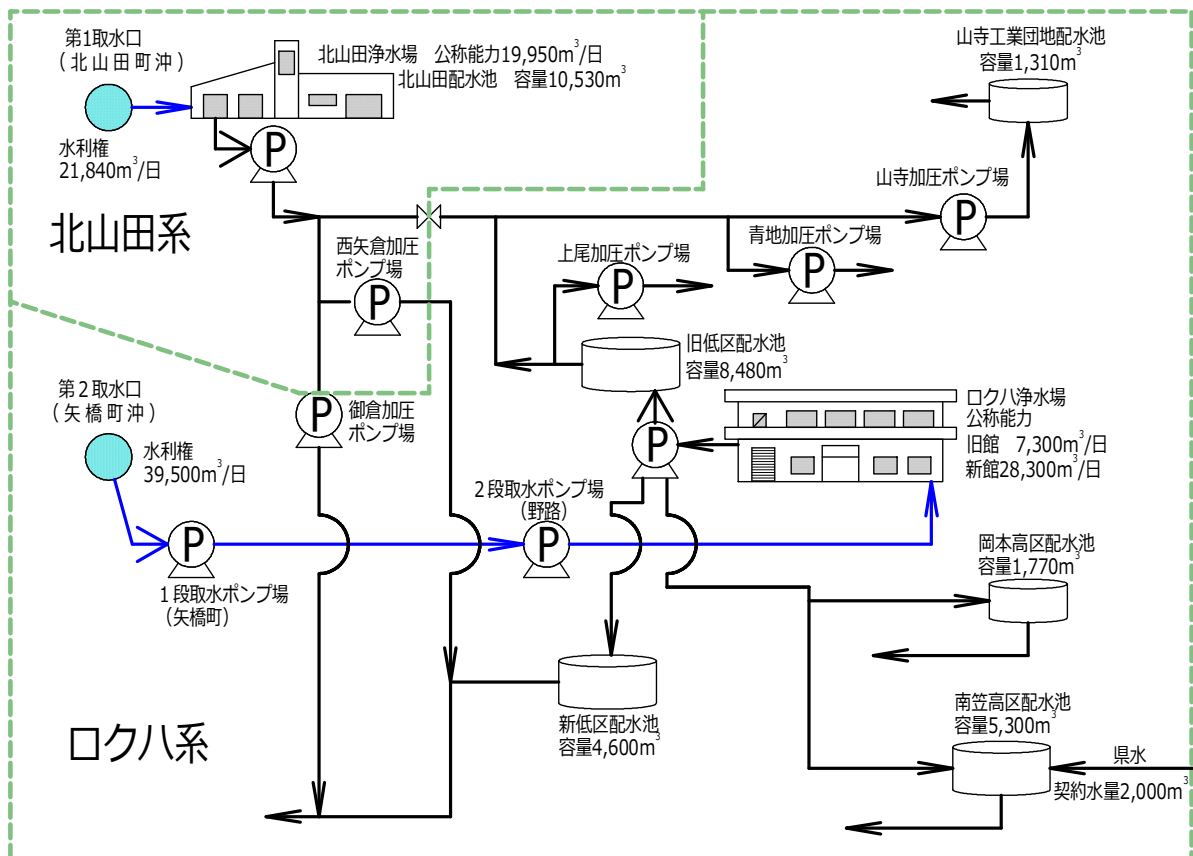 第1取水口
(北山田町沖)
水利権
21,840m³/日
北山田浄水場 公称能力19,950m³/日
北山田配水池 容量10,530m³
P
北山田系
山寺工業団地配水池
容量1,310m³
山寺加圧ポンプ場
P
西矢倉加圧
ポンプ場
P
上尾加圧ポンプ場
P
青地加圧ポンプ場
P
旧低区配水池
容量8,480m³
第2取水口
(矢橋町沖)
水利権
39,500m³/日
P
御倉加圧
ポンプ場
P
ロクハ浄水場
公称能力
旧館 7,300m³/日
新館28,300m³/日
2段取水ポンプ場
(野路)
P
P
1段取水ポンプ場
(矢橋町)
岡本高区配水池
容量1,770m³
ロクハ系
新低区配水池
容量4,600m³
南笠高区配水池
容量5,300m³
県水
契約水量2,000m³